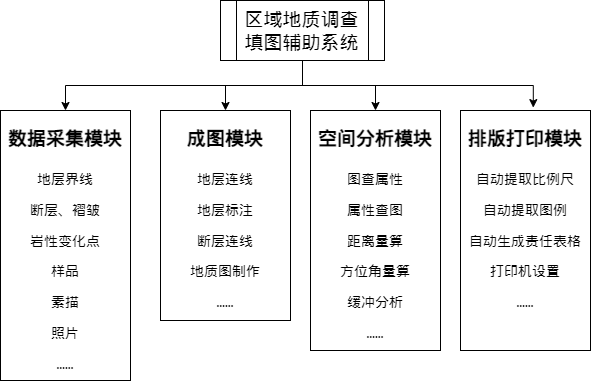 区域地质调查
填图辅助系统
数据采集模块
地层界线
断层、褶皱
岩性变化点
样品
素描
照片
......
成图模块
地层连线
地层标注
断层连线
地质图制作
......
空间分析模块
图查属性
属性查图
距离量算
方位角量算
缓冲分析
......
排版打印模块
自动提取比例尺
自动提取图例
自动生成责任表格
打印机设置
......